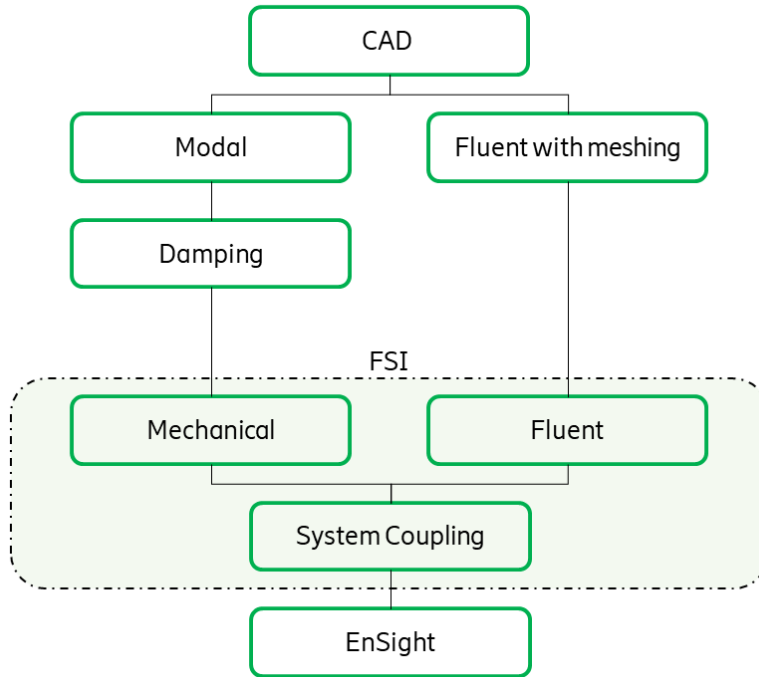 CAD
Modal
Fluent with meshing
Damping
FSI
Mechanical
Fluent
System Coupling
EnSight